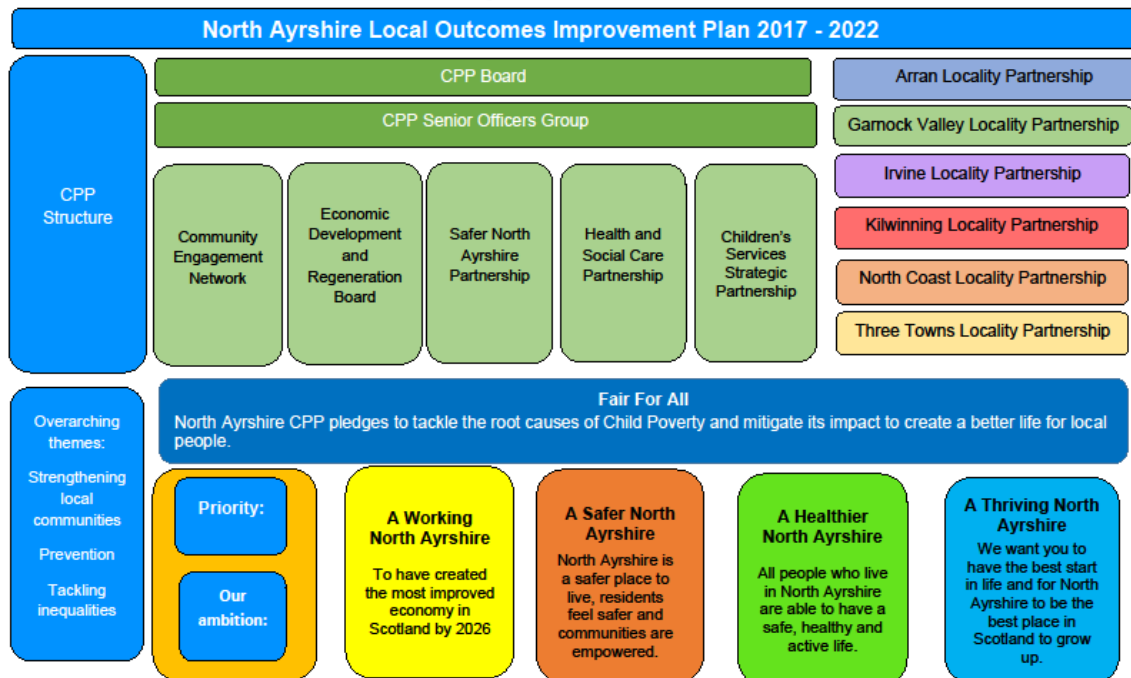 North Ayrshire Local Outcomes Improvement Plan 2017 - 2022
CPP
Structure
CPP Board
CPP Senior Officers Group
Community
Engagement
Network
Economic
Development
and
Regeneration
Board
Safer North
Ayrshire
Partnership
Health and
Social Care
Partnership
Children's
Services
Strategic
Partnership
Arran Locality Partnership
Garnock Valley Locality Partnership
Irvine Locality Partnership
Kilwinning Locality Partnership
North Coast Locality Partnership
Three Towns Locality Partnership
Overarching
themes:
Strengthening
local
communities
Prevention
Tackling
inequalities
Fair For All
North Ayrshire CPP pledges to tackle the root causes of Child Poverty and mitigate its impact to create a better life for local
people.
Priority:
Our
ambition:
A Working
North Ayrshire
To have created
the most improved
economy in
Scotland by 2026
A Safer North
Ayrshire
North Ayrshire is
a safer place to
live, residents
feel safer and
communities are
empowered.
A Healthier
North Ayrshire
All people who live
in North Ayrshire
are able to have a
safe, healthy and
active life.
A Thriving North
Ayrshire
We want you to
have the best start
in life and for North
Ayrshire to be the
best place in
Scotland to grow
up.